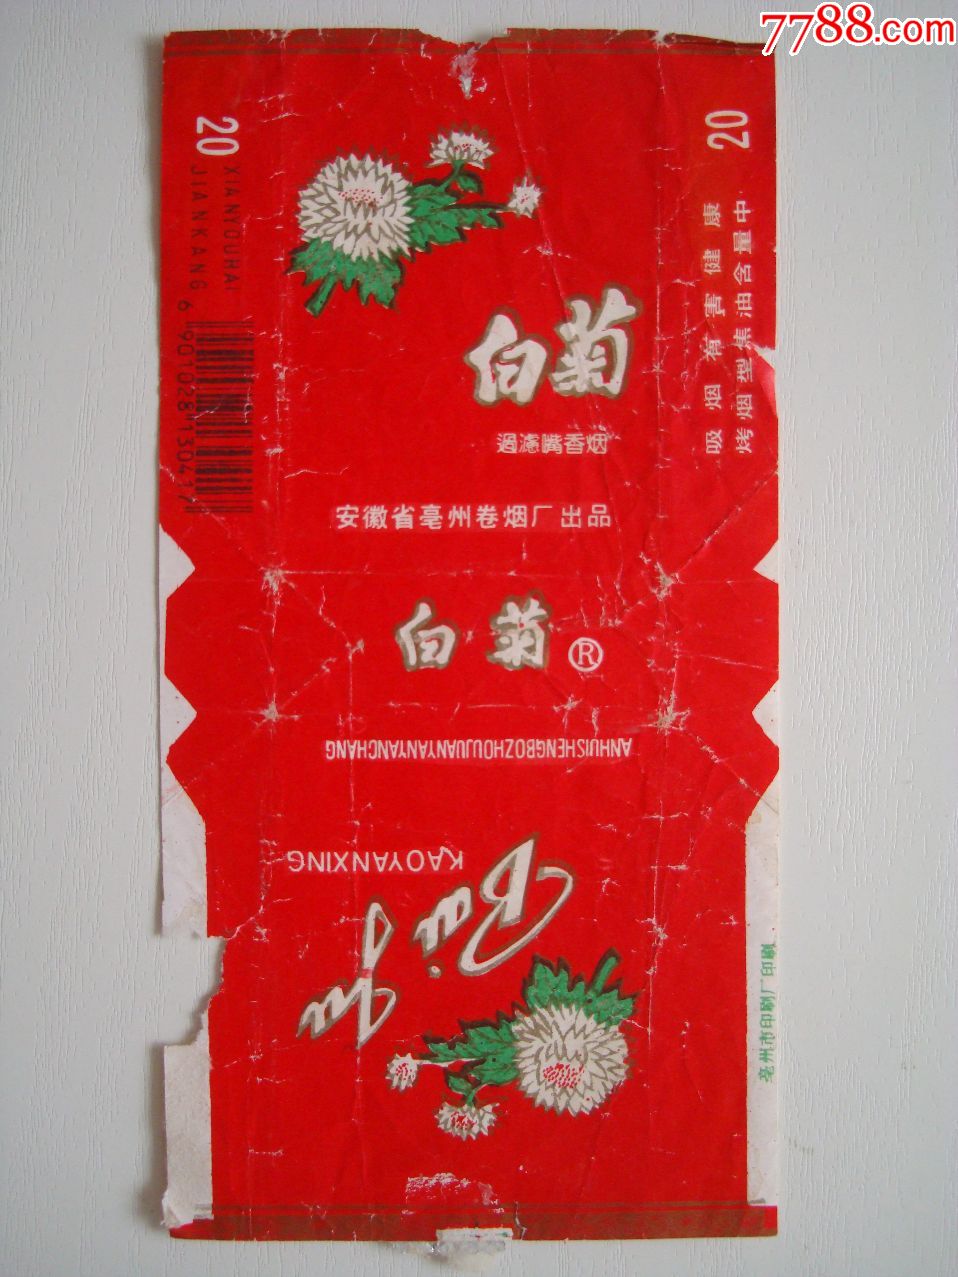 7788.com
20
XIANYOUHAI
JIANKANG
6 901028 130417
20
吸烟有害健康
烤烟型焦油含量中
白菊
過濾嘴香烟
安徽省亳州卷烟厂出品
白菊®
ANHUISHENGBOZHOUJUANYANYANCHANG
KAOYANXING
Bai Ju
亳州市印刷厂印刷